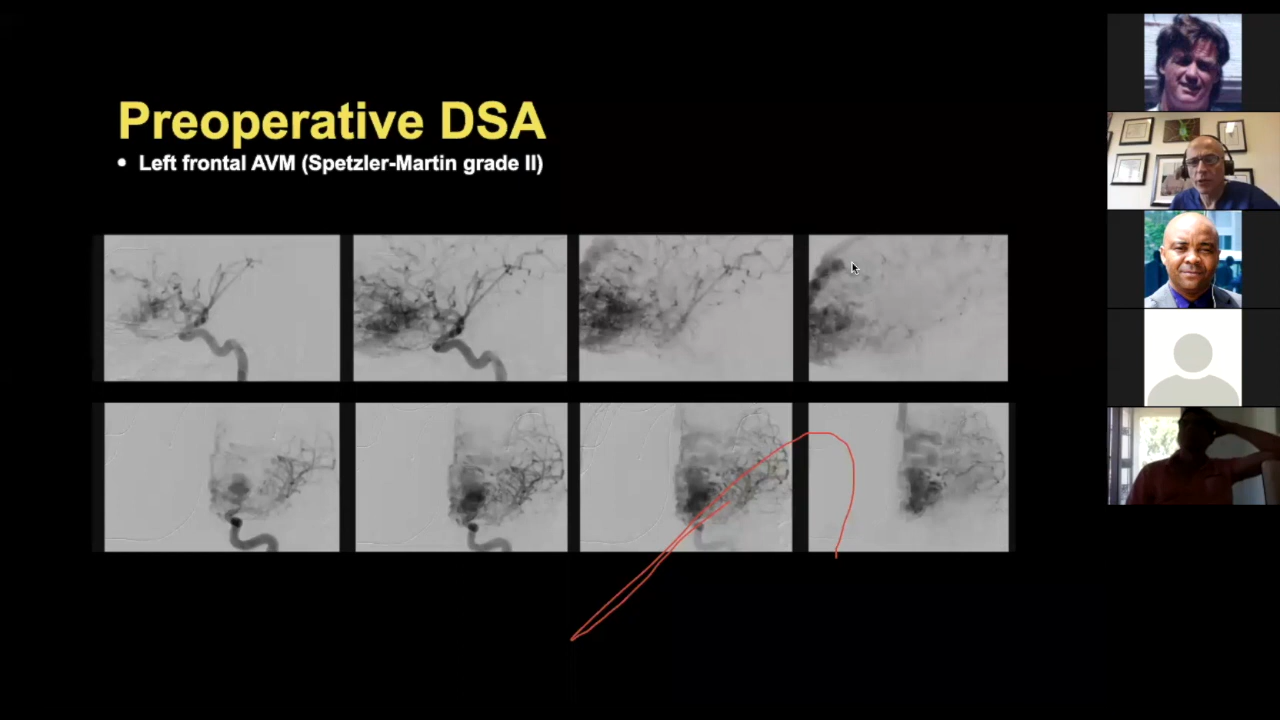 Preoperative DSA
• Left frontal AVM (Spetzler-Martin grade II)